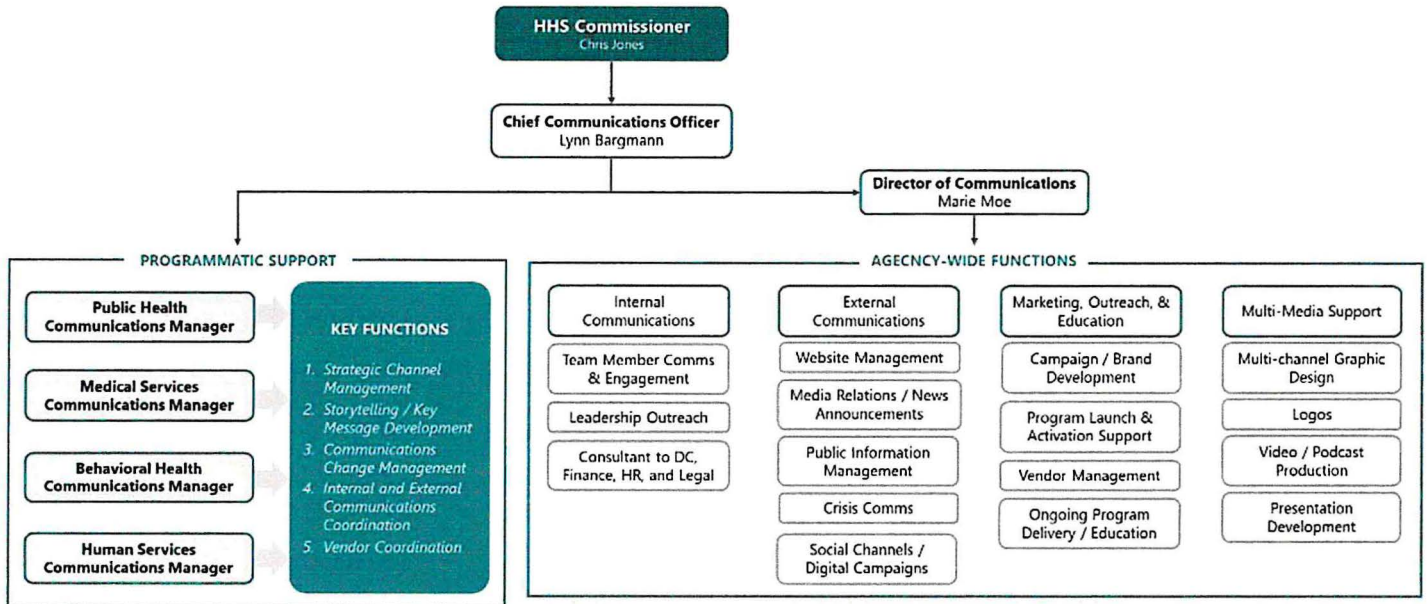 HHS Commissioner
Chris Jones
Chief Communications Officer
Lynn Bargmann
Director of Communications
Marie Moe
PROGRAMMATIC SUPPORT
Public Health
Communications Manager
Medical Services
Communications Manager
Behavioral Health
Communications Manager
Human Services
Communications Manager
KEY FUNCTIONS
1. Strategic Channel
Management
2. Storytelling / Key
Message Development
3. Communications
Change Management
4. Internal and External
Communications
Coordination
5. Vendor Coordination
AGECNCY-WIDE FUNCTIONS
Internal
Communications
Team Member Comms
& Engagement
Leadership Outreach
Consultant to DC,
Finance, HR, and Legal
External
Communications
Website Management
Media Relations / News
Announcements
Public Information
Management
Crisis Comms
Social Channels /
Digital Campaigns
Marketing, Outreach, &
Education
Campaign / Brand
Development
Program Launch &
Activation Support
Vendor Management
Ongoing Program
Delivery / Education
Multi-Media Support
Multi-channel Graphic
Design
Logos
Video / Podcast
Production
Presentation
Development